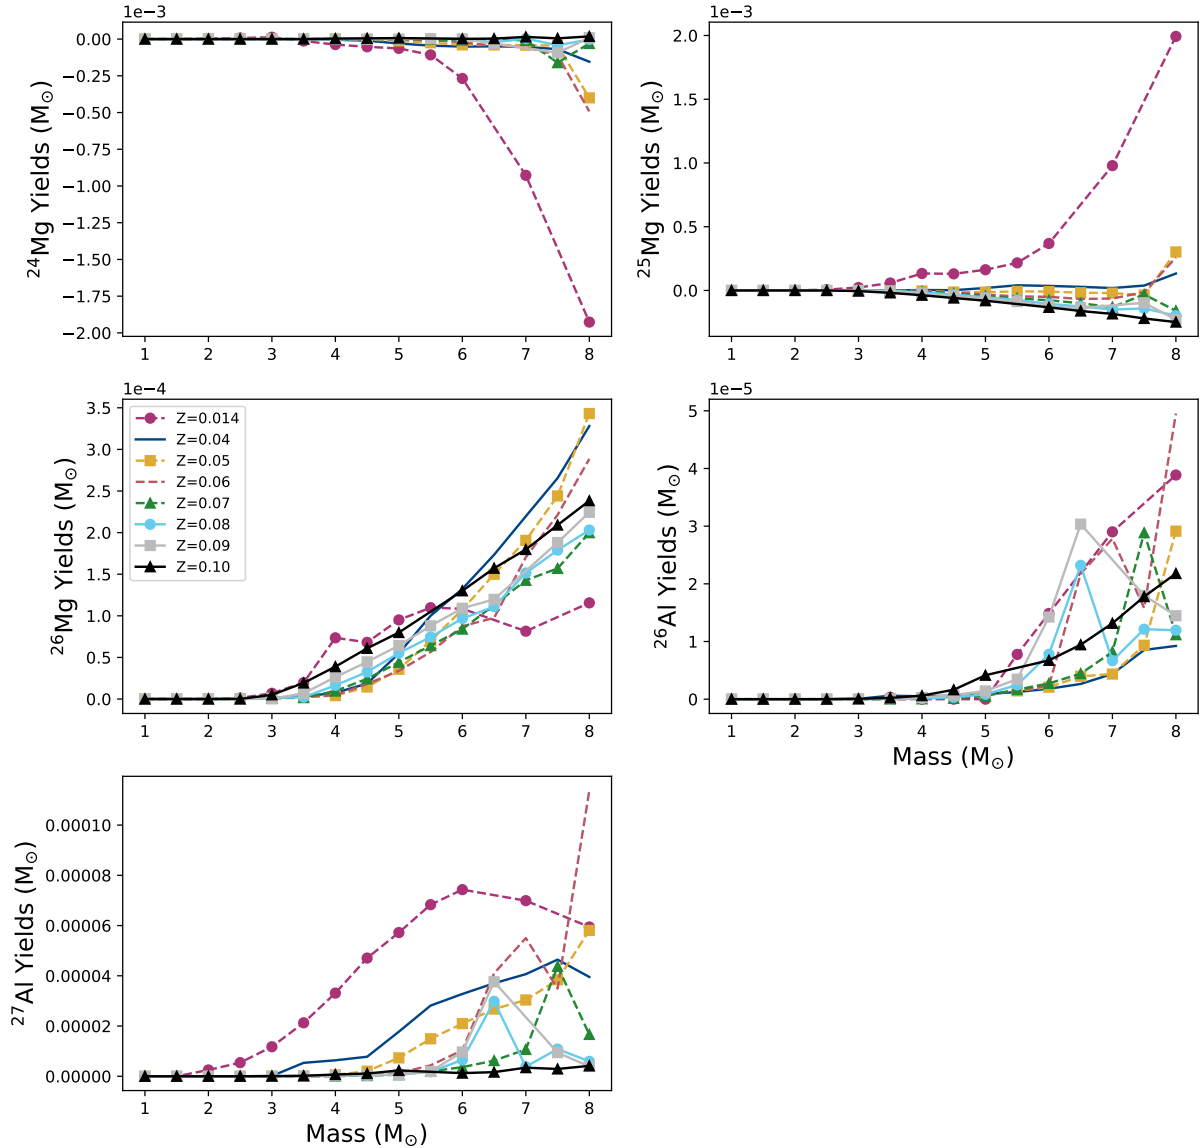 1e−3
0.00
−0.25
−0.50
−0.75
−1.00
−1.25
−1.50
−1.75
−2.00
²⁴Mg Yields (M☉)
1 2 3 4 5 6 7 8
1e−3
2.0
1.5
1.0
0.5
0.0
²⁵Mg Yields (M☉)
1 2 3 4 5 6 7 8
1e−4
3.5
3.0
2.5
2.0
1.5
1.0
0.5
0.0
²⁶Mg Yields (M☉)
Z=0.014
Z=0.04
Z=0.05
Z=0.06
Z=0.07
Z=0.08
Z=0.09
Z=0.10
1 2 3 4 5 6 7 8
1e−5
5
4
3
2
1
0
²⁶Al Yields (M☉)
1 2 3 4 5 6 7 8
Mass (M☉)
0.00010
0.00008
0.00006
0.00004
0.00002
0.00000
²⁷Al Yields (M☉)
1 2 3 4 5 6 7 8
Mass (M☉)